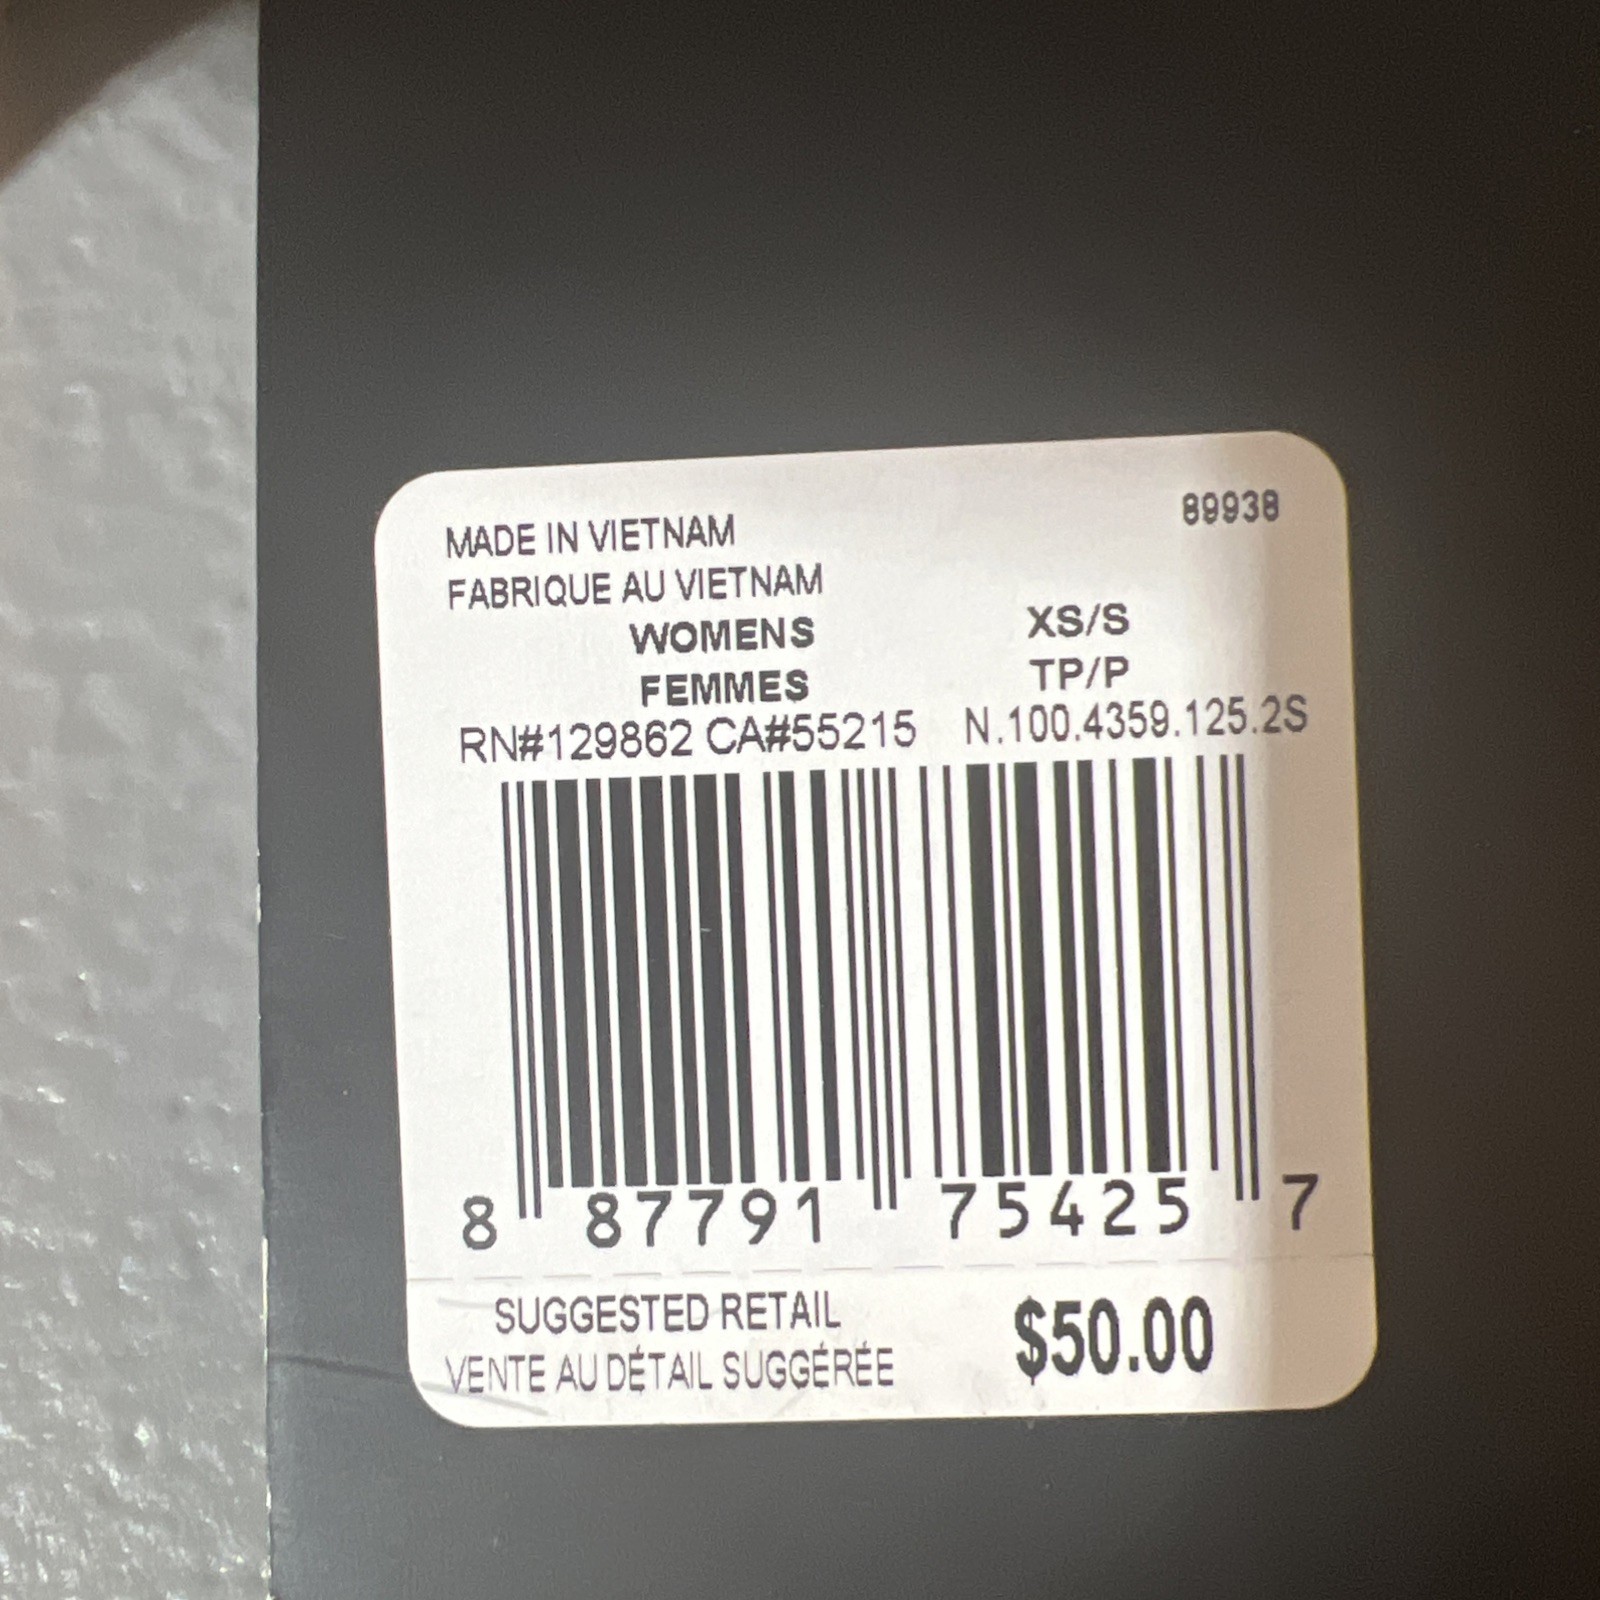 89938
MADE IN VIETNAM
FABRIQUE AU VIETNAM
WOMENS XS/S
FEMMES TP/P
RN#129862 CA#55215 N.100.4359.125.2S
8 87791 75425 7
SUGGESTED RETAIL $50.00
VENTE AU DÉTAIL SUGGÉRÉE